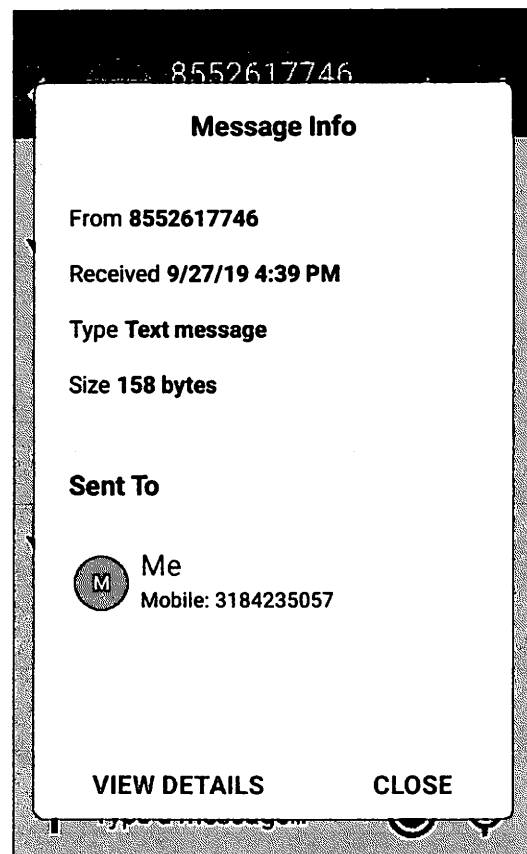 8552617746
Message Info
From 8552617746
Received 9/27/19 4:39 PM
Type Text message
Size 158 bytes
Sent To
M
Me
Mobile: 3184235057
VIEW DETAILS
CLOSE